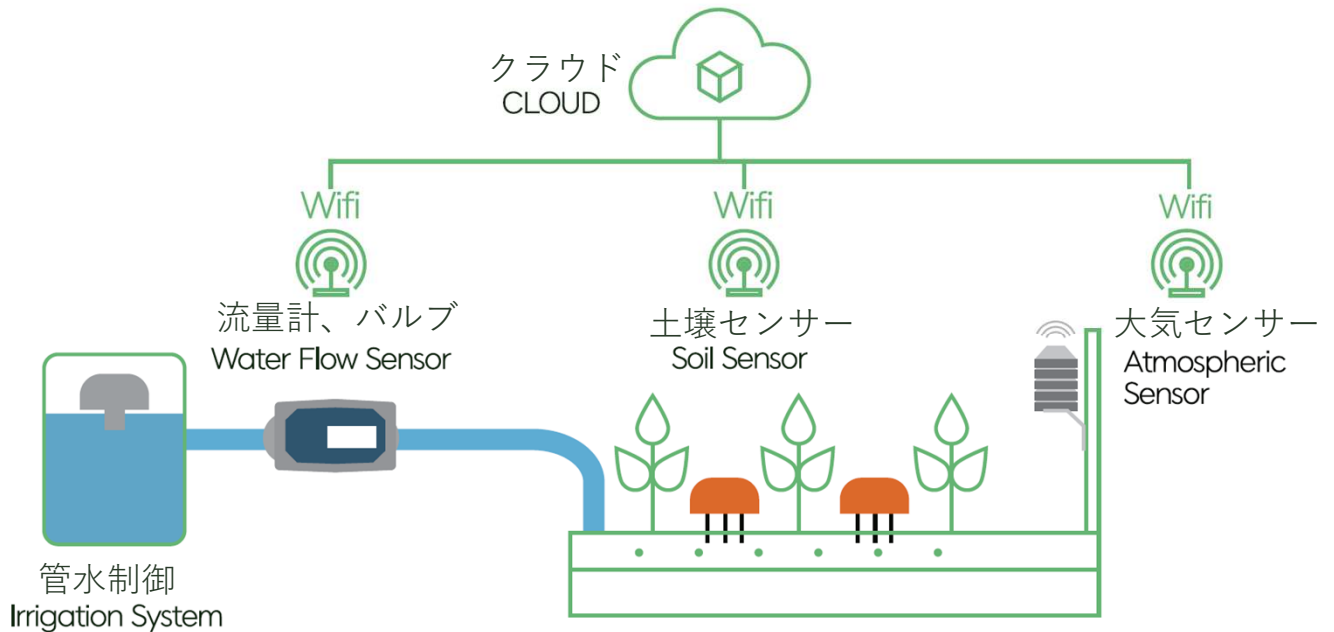 クラウド
CLOUD
Wifi
Wifi
Wifi
流量計、バルブ
Water Flow Sensor
土壌センサー
Soil Sensor
大気センサー
Atmospheric
Sensor
管水制御
Irrigation System